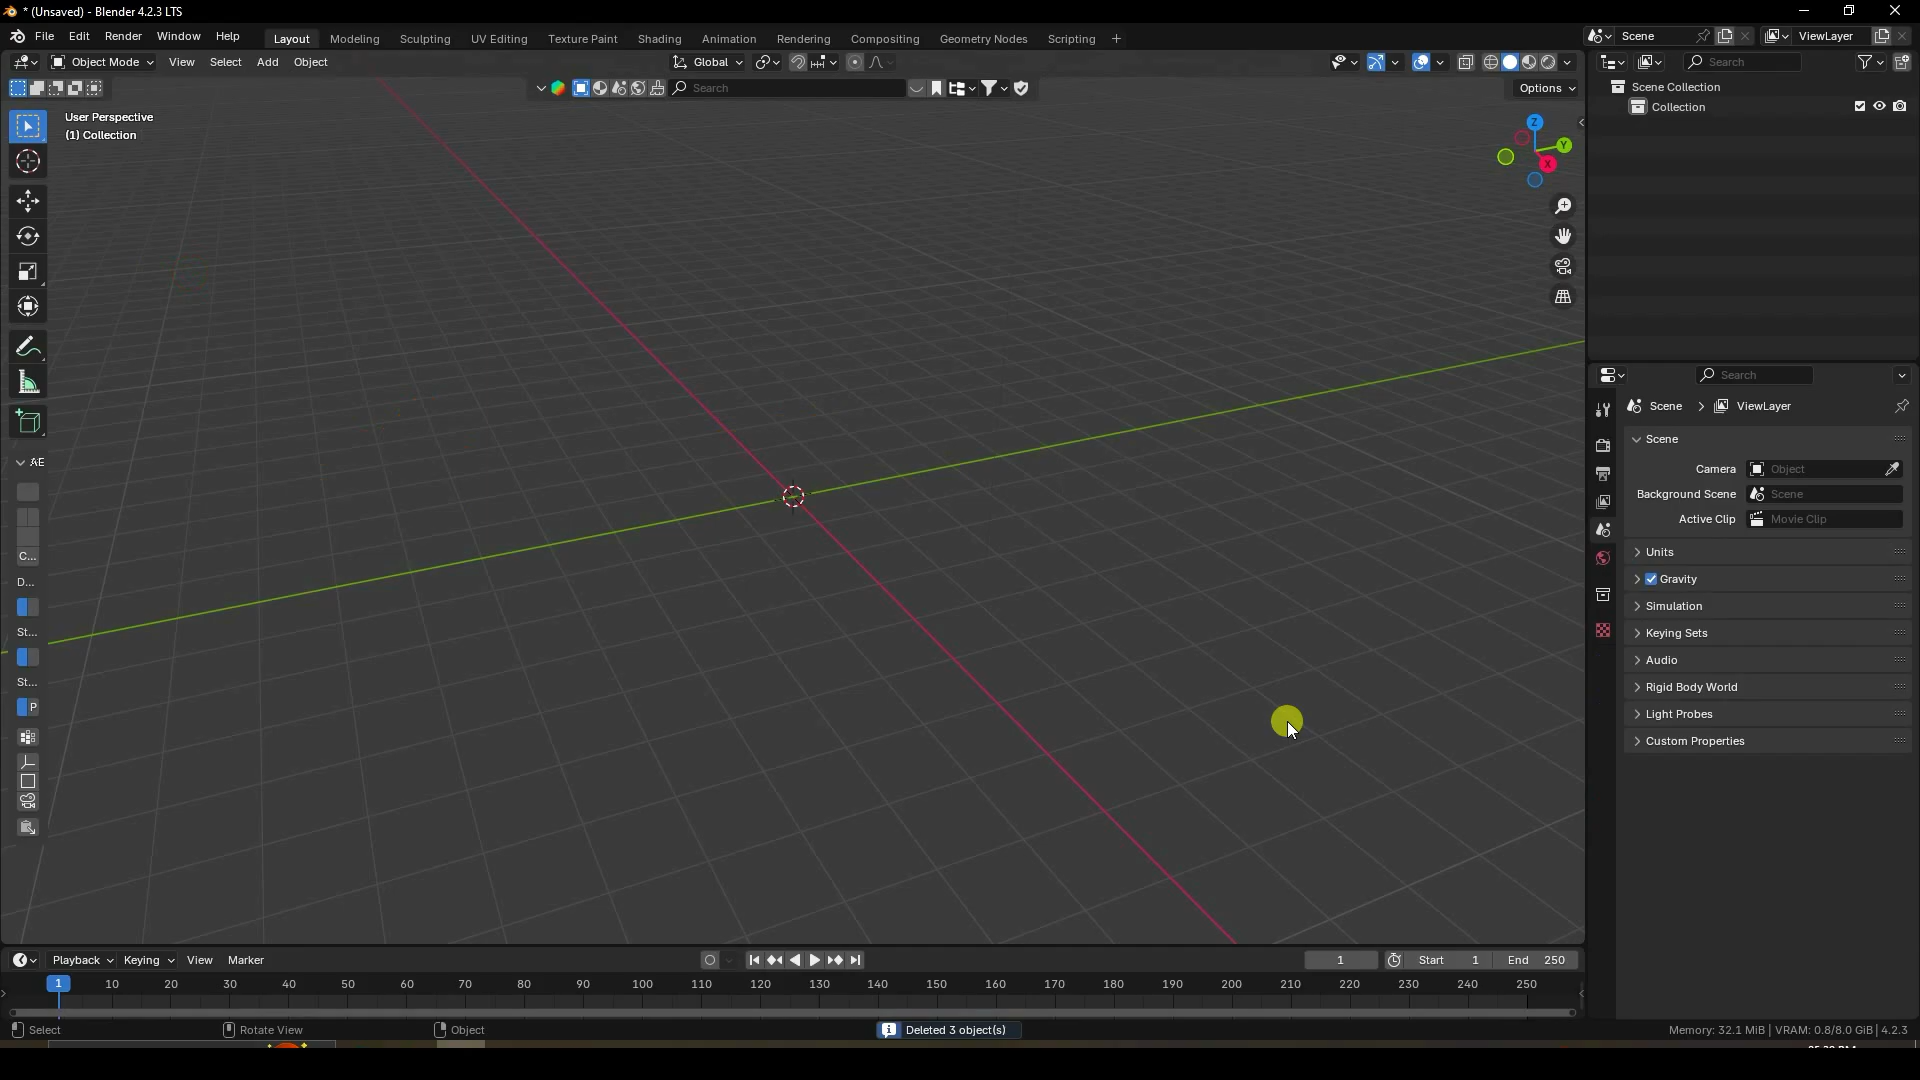 * (Unsaved) - Blender 4.2.3 LTS
File Edit Render Window Help
Layout Modeling Sculpting UV Editing Texture Paint Shading Animation Rendering Compositing Geometry Nodes Scripting +
Scene
ViewLayer
Object Mode View Select Add Object
Global
Search
Search
Options
User Perspective
(1) Collection
Z
Y
X
Scene Collection
Collection
AE
C...
D...
St...
St...
P
Search
Scene > ViewLayer
Scene
Camera Object
Background Scene Scene
Active Clip Movie Clip
Units
Gravity
Simulation
Keying Sets
Audio
Rigid Body World
Light Probes
Custom Properties
Playback Keying View Marker
1
Start 1 End 250
1 10 20 30 40 50 60 70 80 90 100 110 120 130 140 150 160 170 180 190 200 210 220 230 240 250
Select Rotate View Object
Deleted 3 object(s)
Memory: 32.1 MiB | VRAM: 0.8/8.0 GiB | 4.2.3